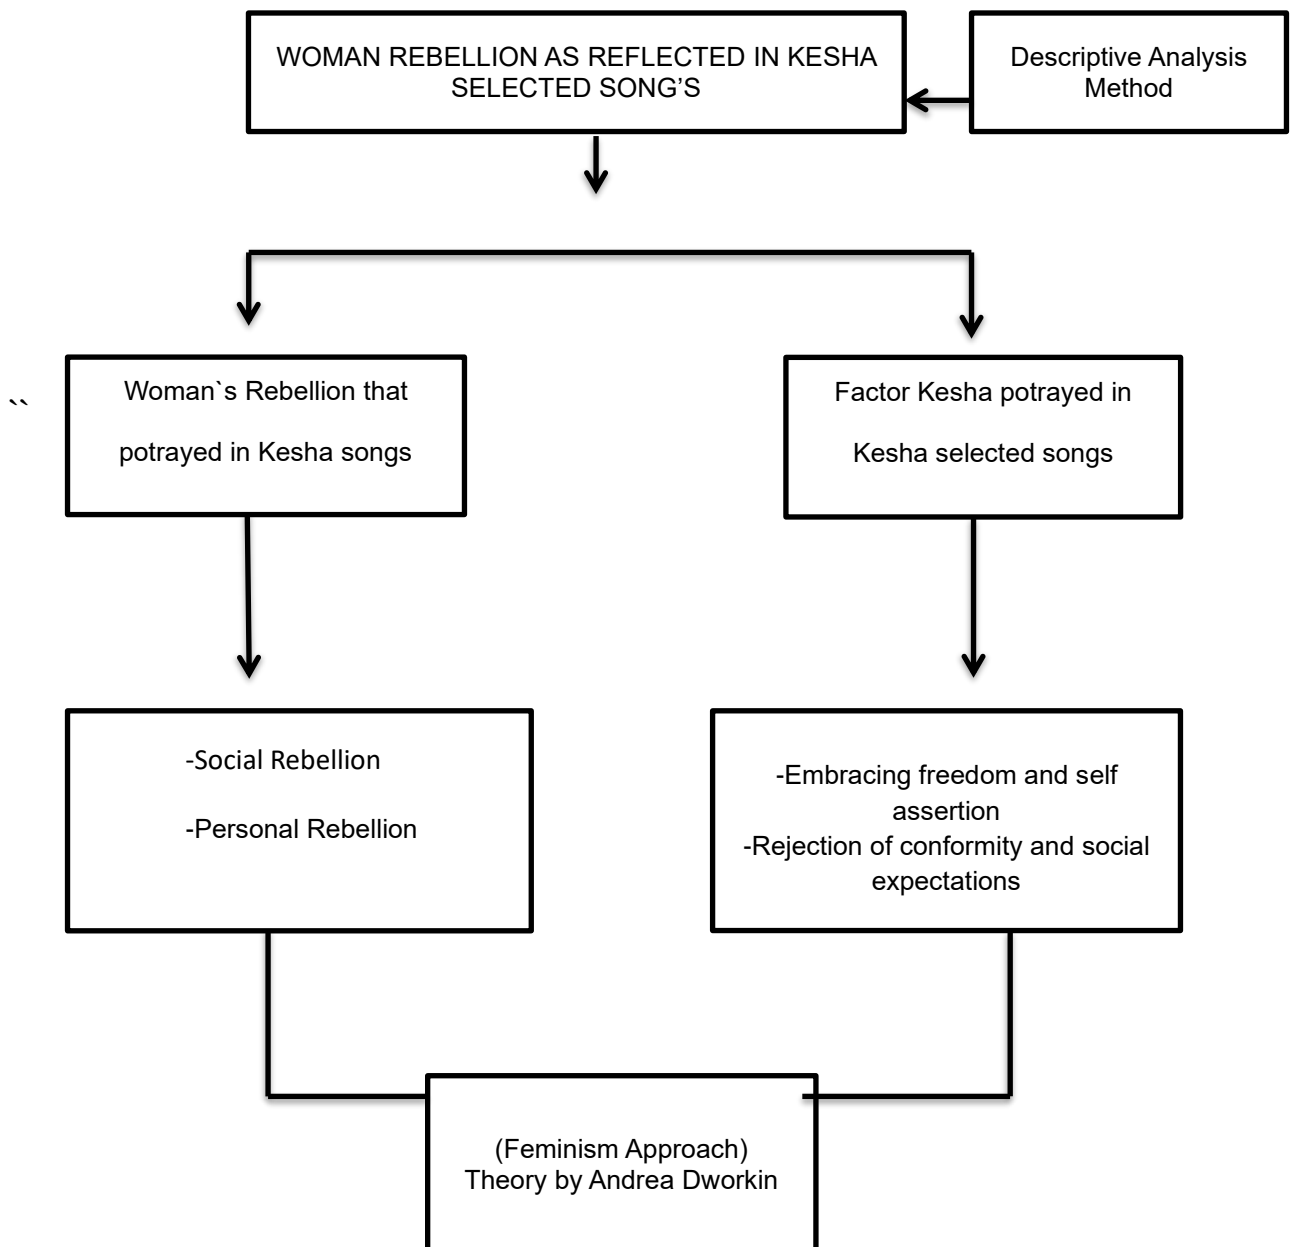 WOMAN REBELLION AS REFLECTED IN KESHA
SELECTED SONG’S
Descriptive Analysis
Method
``
Woman`s Rebellion that
potrayed in Kesha songs
Factor Kesha potrayed in
Kesha selected songs
-Social Rebellion
-Personal Rebellion
-Embracing freedom and self
assertion
-Rejection of conformity and social
expectations
(Feminism Approach)
Theory by Andrea Dworkin